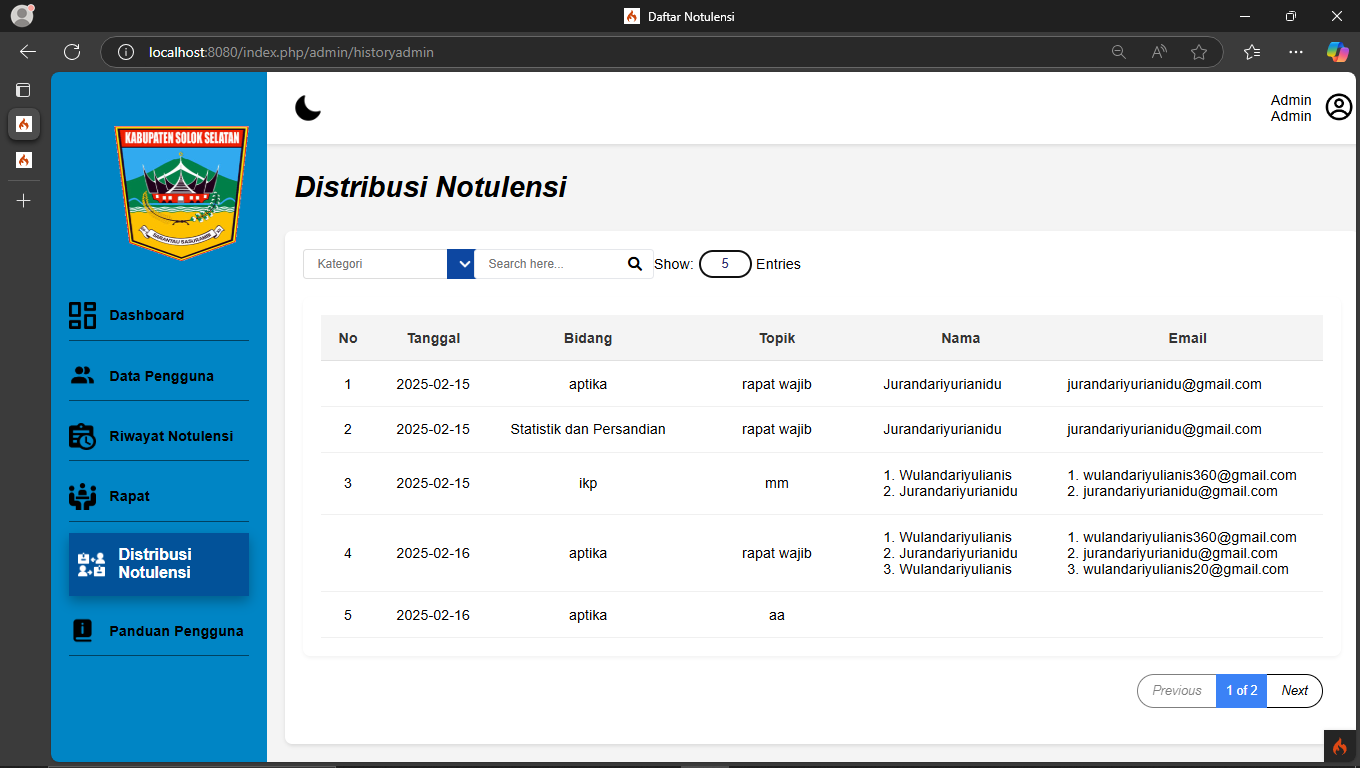 Daftar Notulensi
localhost:8080/index.php/admin/historyadmin
KABUPATEN SOLOK SELATAN
SARANTAU SASURAMBI
Dashboard
Data Pengguna
Riwayat Notulensi
Rapat
Distribusi
Notulensi
Panduan Pengguna
Admin
Admin
Distribusi Notulensi
Kategori Search here... Show: 5 Entries
No Tanggal Bidang Topik Nama Email
1 2025-02-15 aptika rapat wajib Jurandariyurianidu jurandariyurianidu@gmail.com
2 2025-02-15 Statistik dan Persandian rapat wajib Jurandariyurianidu jurandariyurianidu@gmail.com
3 2025-02-15 ikp mm
1. Wulandariyulianis 1. wulandariyulianis360@gmail.com
2. Jurandariyurianidu 2. jurandariyurianidu@gmail.com
4 2025-02-16 aptika rapat wajib
1. Wulandariyulianis 1. wulandariyulianis360@gmail.com
2. Jurandariyurianidu 2. jurandariyurianidu@gmail.com
3. Wulandariyulianis 3. wulandariyulianis20@gmail.com
5 2025-02-16 aptika aa
Previous 1 of 2 Next